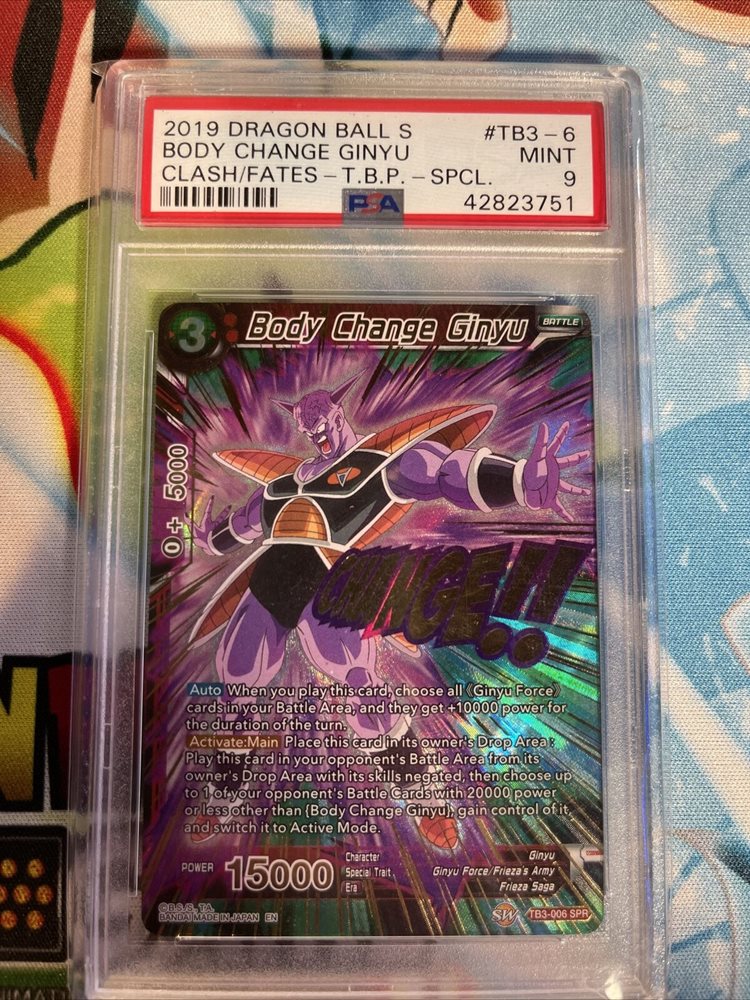 2019 DRAGON BALL S #TB3-6
BODY CHANGE GINYU MINT
CLASH/FATES-T.B.P.-SPCL. 9
PSA 42823751
3 Body Change Ginyu BATTLE
0+ 5000
CHANGE!!
Auto When you play this card, choose all 《Ginyu Force》
cards in your Battle Area, and they get +10000 power for
the duration of the turn.
Activate:Main Place this card in its owner's Drop Area :
Play this card in your opponent's Battle Area from its
owner's Drop Area with its skills negated, then choose up
to 1 of your opponent's Battle Cards with 20000 power
or less other than {Body Change Ginyu}, gain control of it,
and switch it to Active Mode.
POWER 15000
Character Ginyu
Special Trait Ginyu Force/Frieza's Army
Era Frieza Saga
©B.S./S, TA.
BANDAI MADE IN JAPAN EN
SW TB3-006 SPR